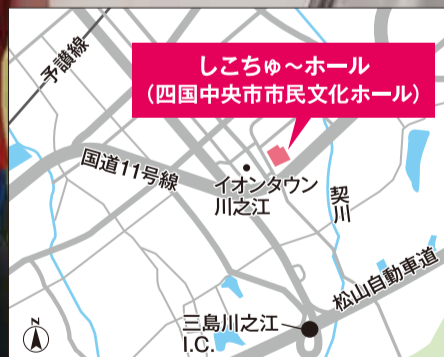 予讃線
しこちゅ～ホール
（四国中央市市民文化ホール）
国道11号線
イオンタウン
川之江
契川
松山自動車道
三島川之江
I.C.
N